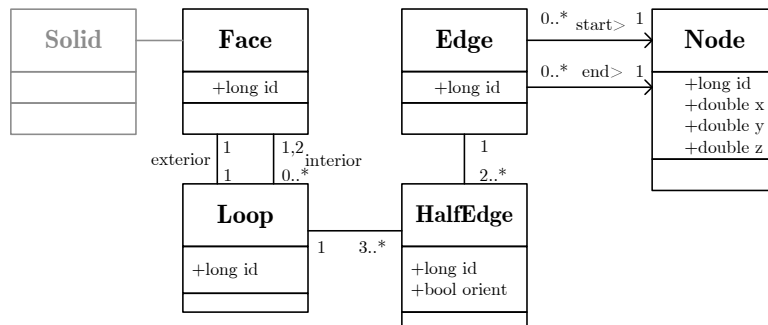 Solid
Face
+long id
Edge
+long id
0..* start> 1
0..* end> 1
Node
+long id
+double x
+double y
+double z
exterior
1
1
1,2
interior
0..*
1
2..*
Loop
+long id
1
3..*
HalfEdge
+long id
+bool orient